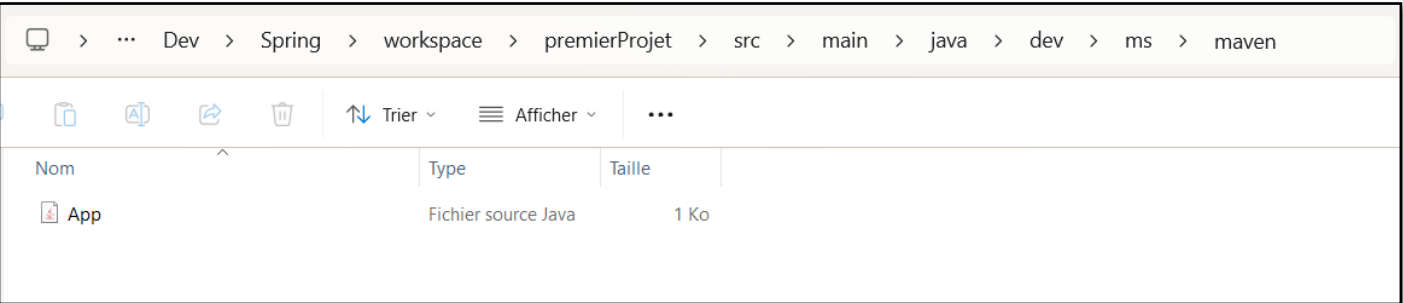 ··· Dev > Spring > workspace > premierProjet > src > main > java > dev > ms > maven
Trier Afficher ···
Nom Type Taille
App Fichier source Java 1 Ko